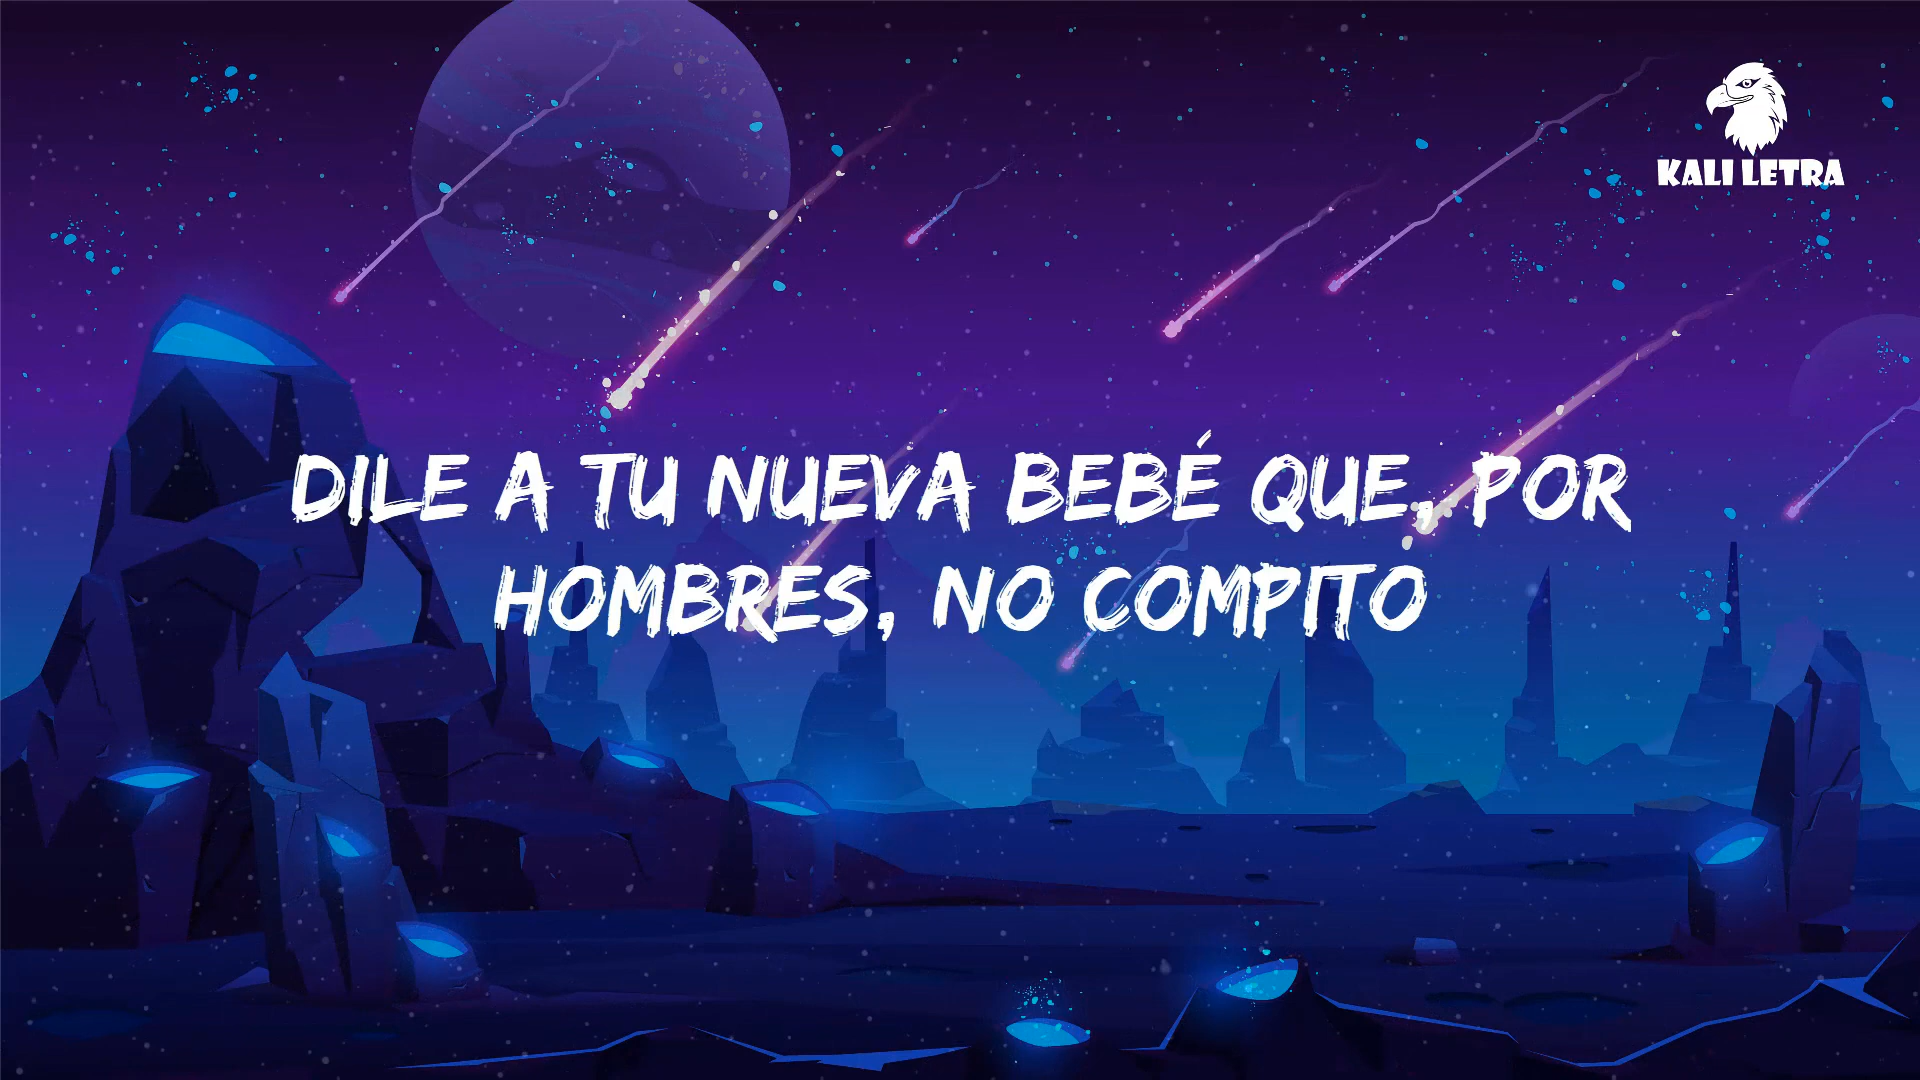 KALI LETRA
DILE A TU NUEVA BEBÉ QUE, POR
HOMBRES, NO COMPITO